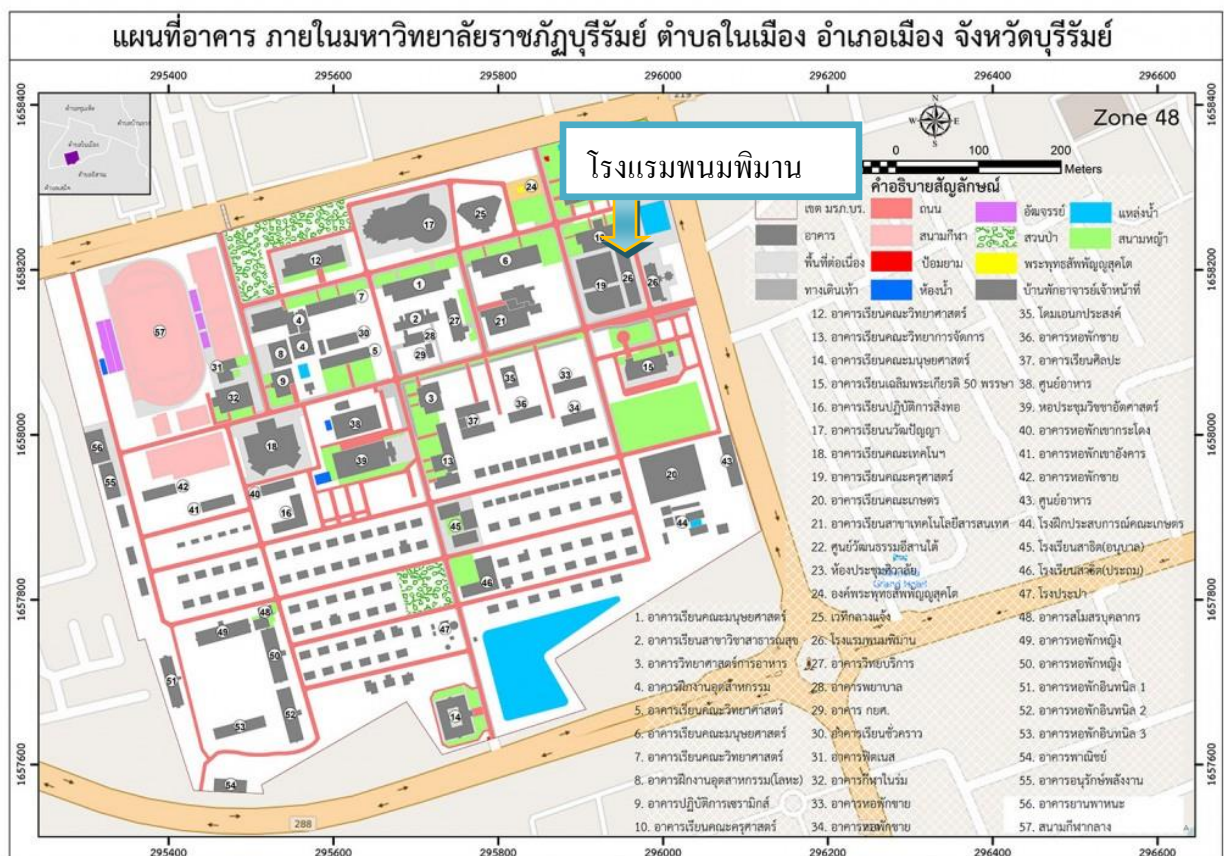 แผนที่อาคาร ภายในมหาวิทยาลัยราชภัฏบุรีรัมย์ ตำบลในเมือง อำเภอเมือง จังหวัดบุรีรัมย์
295400 295600 295800 296000 296200 296400 296600
1658400 1658400
219
Zone 48
N
W E
S
โรงแรมพนมพิมาน
0 100 200
Meters
คำอธิบายสัญลักษณ์
เขต มรภ.บร. ถนน อัฒจรรย์ แหล่งน้ำ
อาคาร สนามกีฬา สวนป่า สนามหญ้า
พื้นที่ต่อเนื่อง ป้อมยาม พระพุทธสัพพัญญูสุคโต
ทางเดินเท้า ห้องน้ำ บ้านพักอาจารย์เจ้าหน้าที่
1658200 1658200
1658000 1658000
1657800 1657800
1657600 1657600
12. อาคารเรียนคณะวิทยาศาสตร์ 35. โดมเอนกประสงค์
13. อาคารเรียนคณะวิทยาการจัดการ 36. อาคารหอพักชาย
14. อาคารเรียนคณะมนุษยศาสตร์ 37. อาคารเรียนศิลปะ
15. อาคารเรียนเฉลิมพระเกียรติ 50 พรรษา 38. ศูนย์อาหาร
16. อาคารเรียนปฏิบัติการสิ่งทอ 39. หอประชุมวิชชาอัตศาสตร์
17. อาคารเรียนนวัฒปัญญา 40. อาคารหอพักเขากระโดง
18. อาคารเรียนคณะเทคโนฯ 41. อาคารหอพักเขาอังคาร
19. อาคารเรียนคณะครุศาสตร์ 42. อาคารหอพักชาย
20. อาคารเรียนคณะเกษตร 43. ศูนย์อาหาร
21. อาคารเรียนสาขาเทคโนโลยีสารสนเทศ 44. โรงฝึกประสบการณ์คณะเกษตร
22. ศูนย์วัฒนธรรมอีสานใต้ 45. โรงเรียนสาธิต(อนุบาล)
23. ห้องประชุมศิวาลัย 46. โรงเรียนสาธิต(ประถม)
24. องค์พระพุทธสัพพัญญูสุคโต 47. โรงประปา
1. อาคารเรียนคณะมนุษยศาสตร์ 25. เวทีกลางแจ้ง 48. อาคารสโมสรบุคลากร
2. อาคารเรียนสาขาวิชาสาธารณสุข 26. โรงแรมพนมพิมาน 49. อาคารหอพักหญิง
3. อาคารวิทยาศาสตร์การอาหาร 27. อาคารวิทยบริการ 50. อาคารหอพักหญิง
4. อาคารฝึกงานอุตสาหกรรม 28. อาคารพยาบาล 51. อาคารหอพักอินทนิล 1
5. อาคารเรียนคณะวิทยาศาสตร์ 29. อาคาร กยศ. 52. อาคารหอพักอินทนิล 2
6. อาคารเรียนคณะมนุษยศาสตร์ 30. อาคารเรียนชั่วคราว 53. อาคารหอพักอินทนิล 3
7. อาคารเรียนคณะวิทยาศาสตร์ 31. อาคารฟิตเนส 54. อาคารพาณิชย์
8. อาคารฝึกงานอุตสาหกรรม(โลหะ) 32. อาคารกีฬาในร่ม 55. อาคารอนุรักษ์พลังงาน
9. อาคารปฏิบัติการเซรามิกส์ 33. อาคารหอพักชาย 56. อาคารยานพาหนะ
10. อาคารเรียนคณะครุศาสตร์ 34. อาคารหอพักชาย 57. สนามกีฬากลาง
288
295400 295600 295800 296000 296200 296400 296600